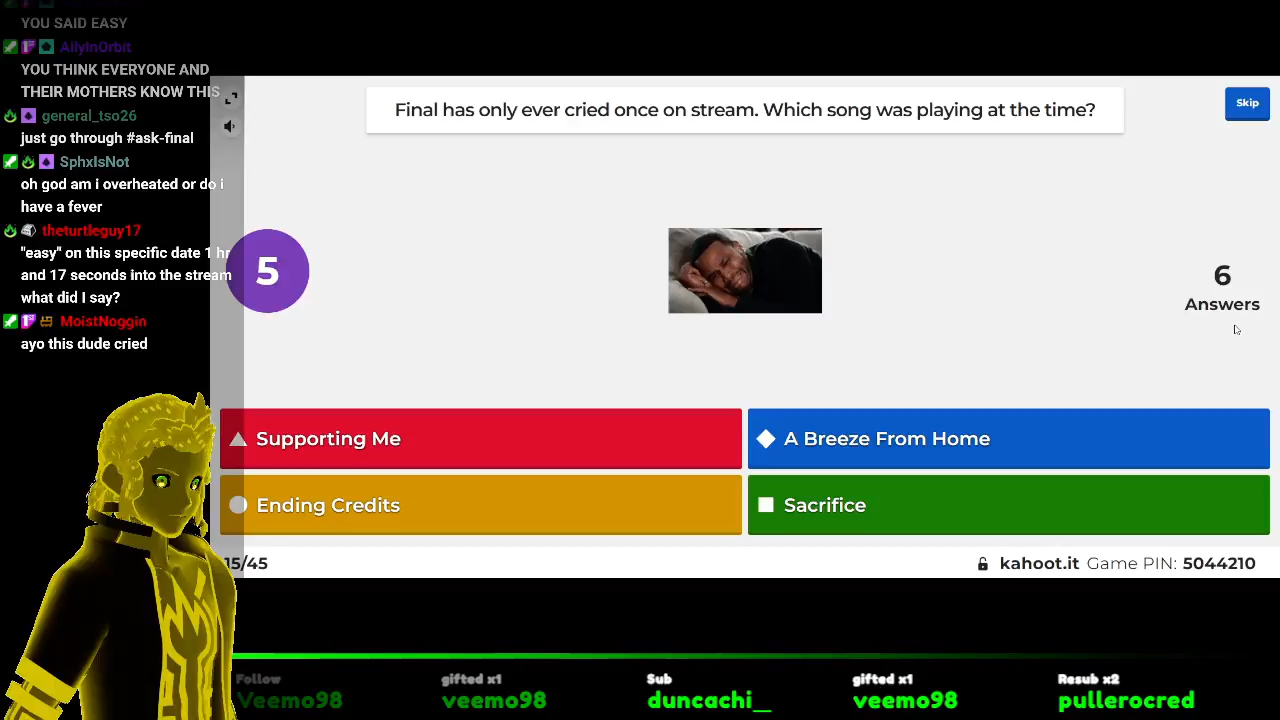 YOU SAID EASY
AllyInOrbit
YOU THINK EVERYONE AND
THEIR MOTHERS KNOW THIS
general_tso26
just go through #ask-final
SphxIsNot
oh god am i overheated or do i
have a fever
theturtleguy17
"easy" on this specific date 1 hr
and 17 seconds into the stream
what did I say?
MoistNoggin
ayo this dude cried
Final has only ever cried once on stream. Which song was playing at the time?
Skip
5
6
Answers
Supporting Me
A Breeze From Home
Ending Credits
Sacrifice
15/45
kahoot.it Game PIN: 5044210
Follow
Veemo98
gifted x1
veemo98
Sub
duncachi__
gifted x1
veemo98
Resub x2
pullerocred